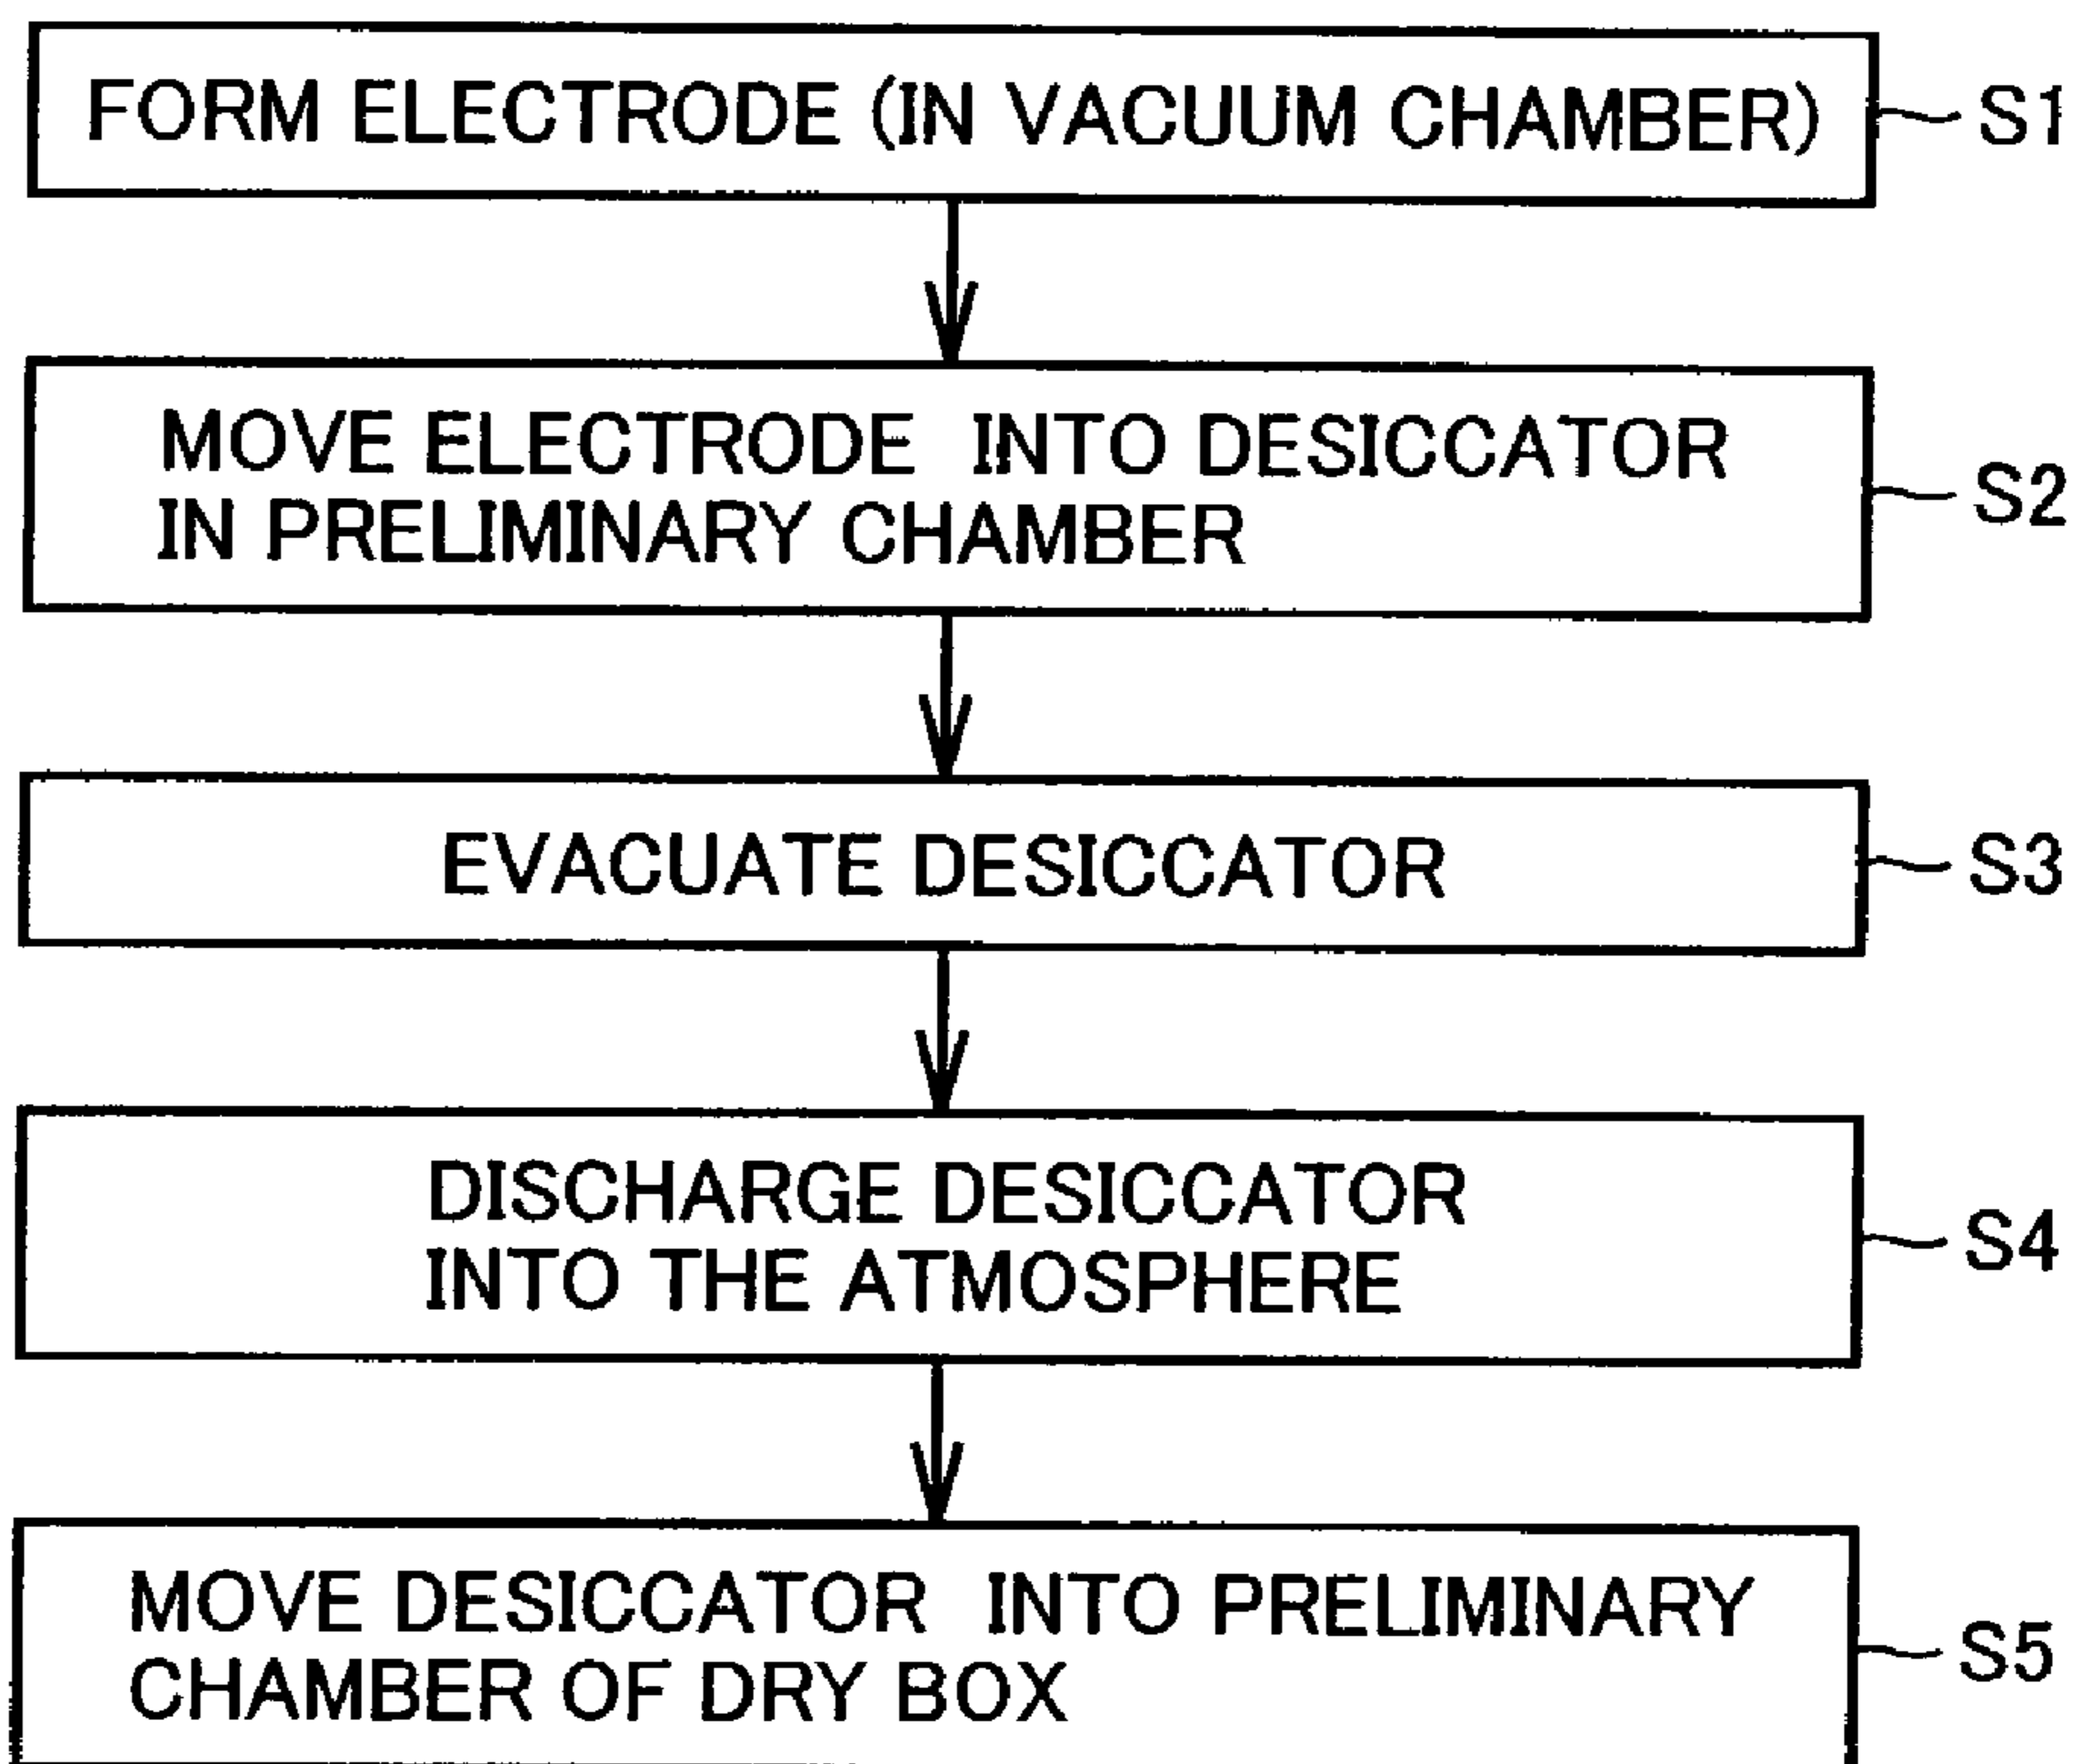 FORM ELECTRODE (IN VACUUM CHAMBER) S1
MOVE ELECTRODE INTO DESICCATOR
IN PRELIMINARY CHAMBER
S2
EVACUATE DESICCATOR S3
DISCHARGE DESICCATOR
INTO THE ATMOSPHERE
S4
MOVE DESICCATOR INTO PRELIMINARY
CHAMBER OF DRY BOX
S5